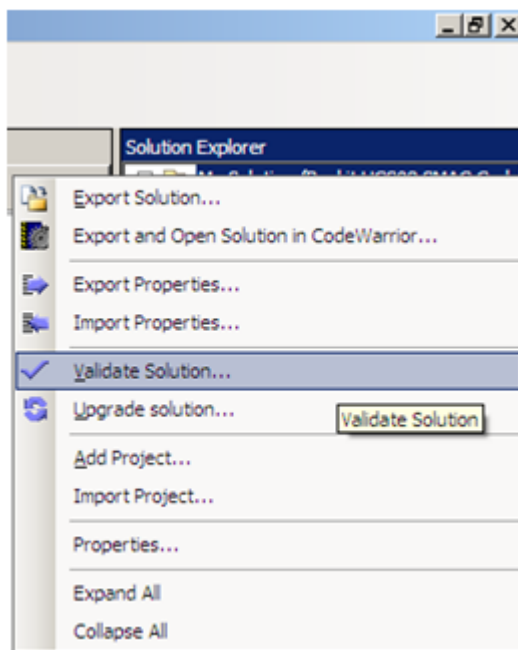 Solution Explorer
Export Solution...
Export and Open Solution in CodeWarrior...
Export Properties...
Import Properties...
Validate Solution...
Upgrade solution...
Validate Solution
Add Project...
Import Project...
Properties...
Expand All
Collapse All